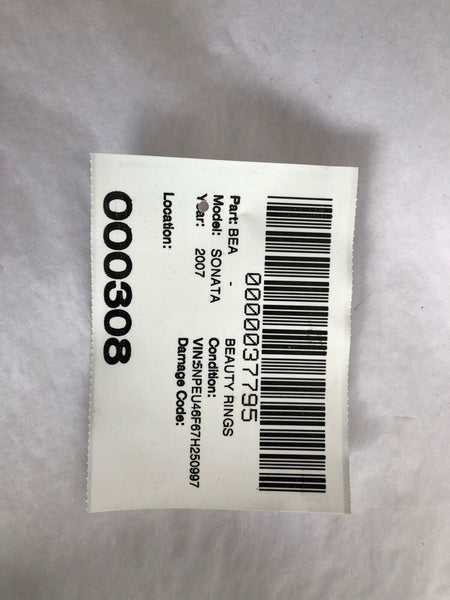 0000037795
Part: BEA - BEAUTY RINGS
Model: SONATA Condition:
Year: 2007 VIN:5NPEU46F67H250997
Damage Code:
Location:
000308